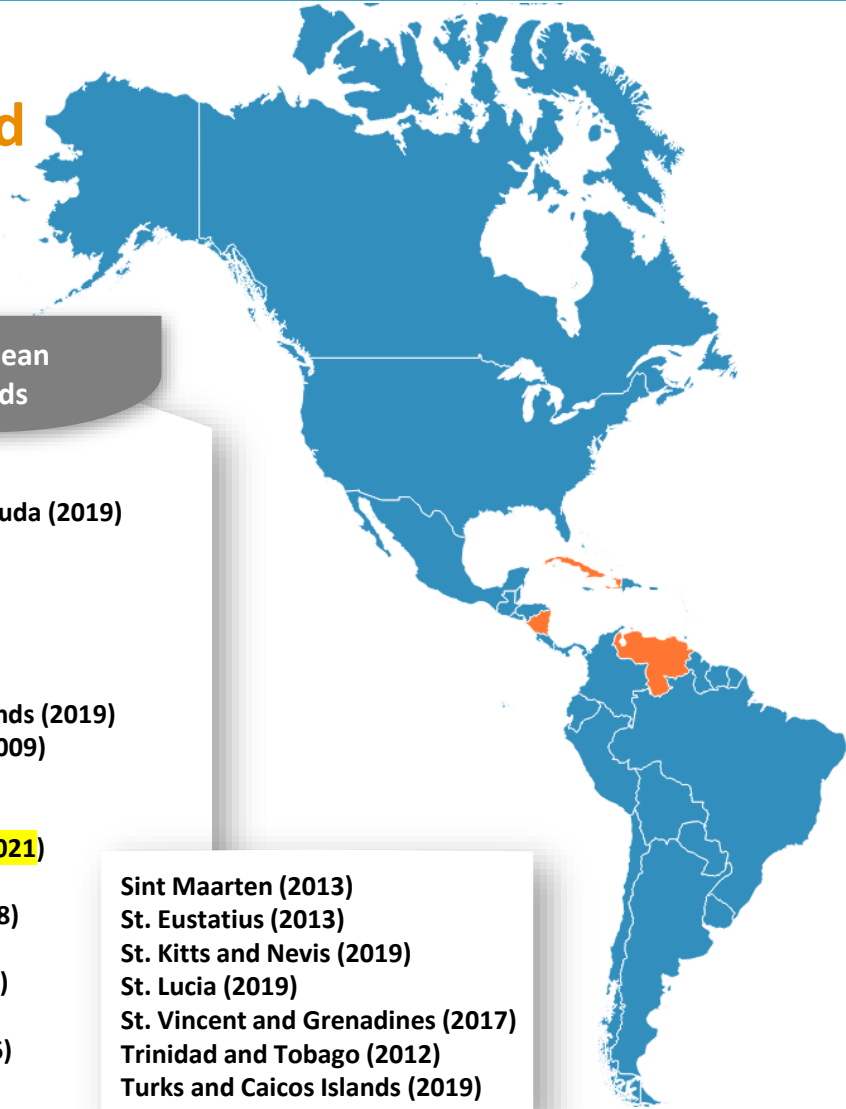 d
ean
ds
uda (2019)
nds (2019)
009)
021)
8)
)
6)
Sint Maarten (2013)
St. Eustatius (2013)
St. Kitts and Nevis (2019)
St. Lucia (2019)
St. Vincent and Grenadines (2017)
Trinidad and Tobago (2012)
Turks and Caicos Islands (2019)